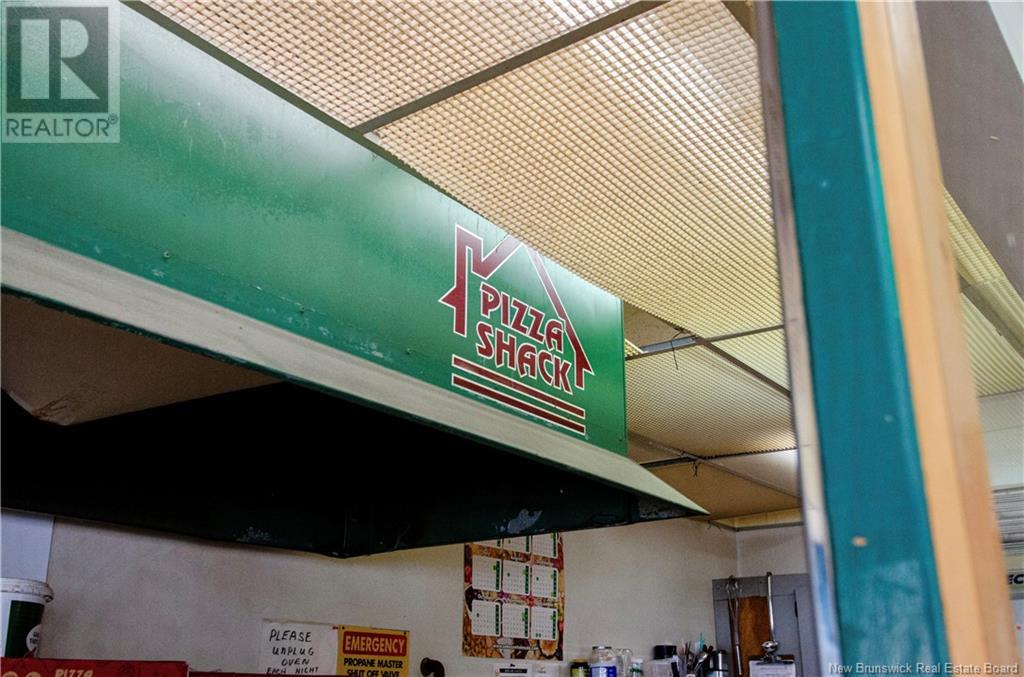 REALTOR®
PIZZA
SHACK
PLEASE
UNPLUG
OVEN
EACH NIGHT
EMERGENCY
PROPANE MASTER
SHUT OFF VALVE
PIZZA
New Brunswick Real Estate Board